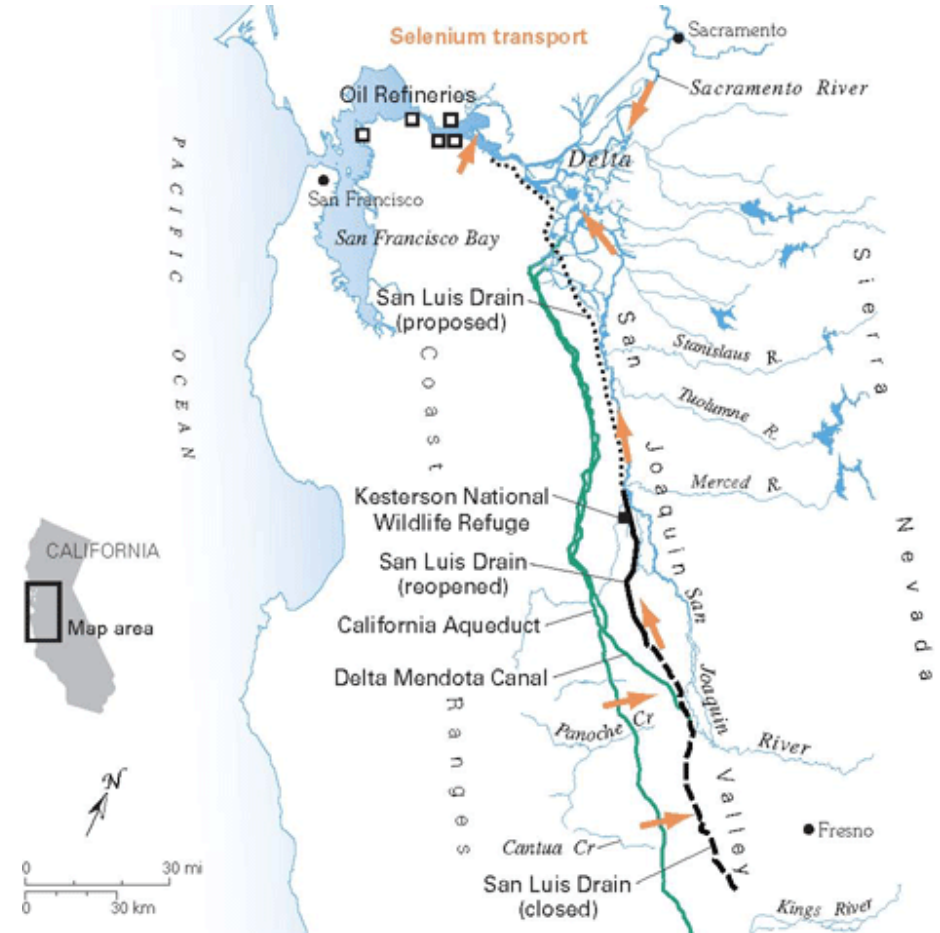 Selenium transport
Sacramento
Sacramento River
Oil Refineries
Delta
PACIFIC OCEAN
San Francisco
San Francisco Bay
Sierra Nevada
San Luis Drain
(proposed)
San Joaquin Valley
Coast Ranges
Stanislaus R.
Tuolumne R.
Merced R.
Kesterson National
Wildlife Refuge
CALIFORNIA
San Luis Drain
(reopened)
Map area
California Aqueduct
San Joaquin River
Delta Mendota Canal
Panoche Cr
N
Fresno
Cantua Cr
0 30 mi
0 30 km
San Luis Drain
(closed)
Kings River